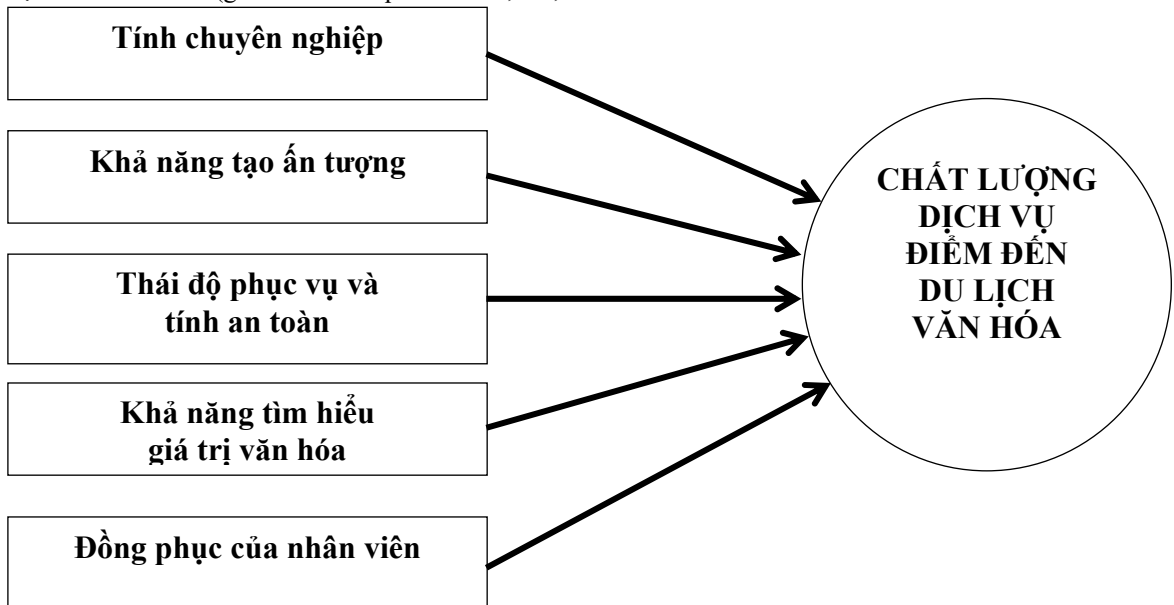 Tính chuyên nghiệp
Khả năng tạo ấn tượng
Thái độ phục vụ và
tính an toàn
Khả năng tìm hiểu
giá trị văn hóa
Đồng phục của nhân viên
CHẤT LƯỢNG
DỊCH VỤ
ĐIỂM ĐẾN
DU LỊCH
VĂN HÓA